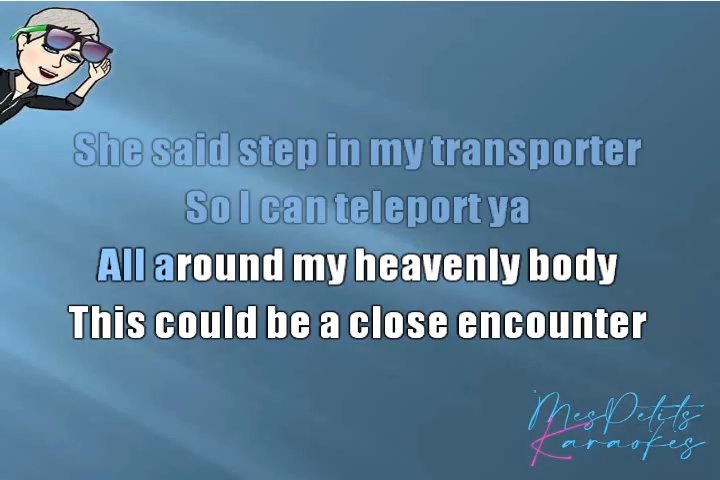 She said step in my transporter
So I can teleport ya
All around my heavenly body
This could be a close encounter
MesPetits
Karaokes